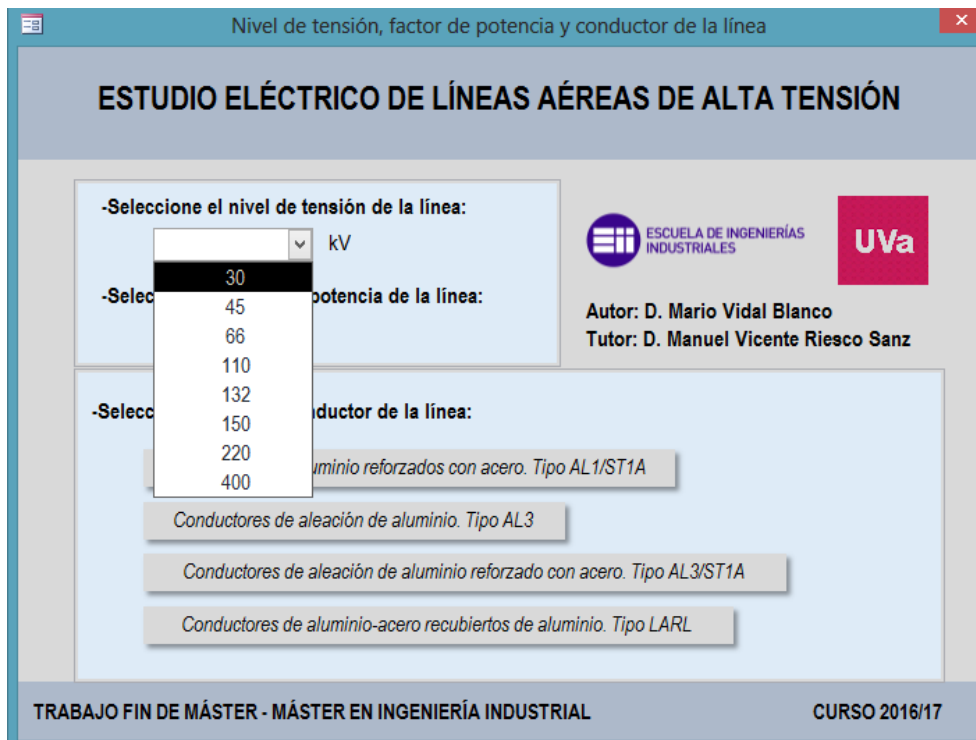 Nivel de tensión, factor de potencia y conductor de la línea
ESTUDIO ELÉCTRICO DE LÍNEAS AÉREAS DE ALTA TENSIÓN
-Seleccione el nivel de tensión de la línea:
kV
30
45
66
110
132
150
220
400
-Selec
potencia de la línea:
ESCUELA DE INGENIERÍAS
INDUSTRIALES
UVa
Autor: D. Mario Vidal Blanco
Tutor: D. Manuel Vicente Riesco Sanz
-Selecc
ductor de la línea:
uminio reforzados con acero. Tipo AL1/ST1A
Conductores de aleación de aluminio. Tipo AL3
Conductores de aleación de aluminio reforzado con acero. Tipo AL3/ST1A
Conductores de aluminio-acero recubiertos de aluminio. Tipo LARL
TRABAJO FIN DE MÁSTER - MÁSTER EN INGENIERÍA INDUSTRIAL
CURSO 2016/17